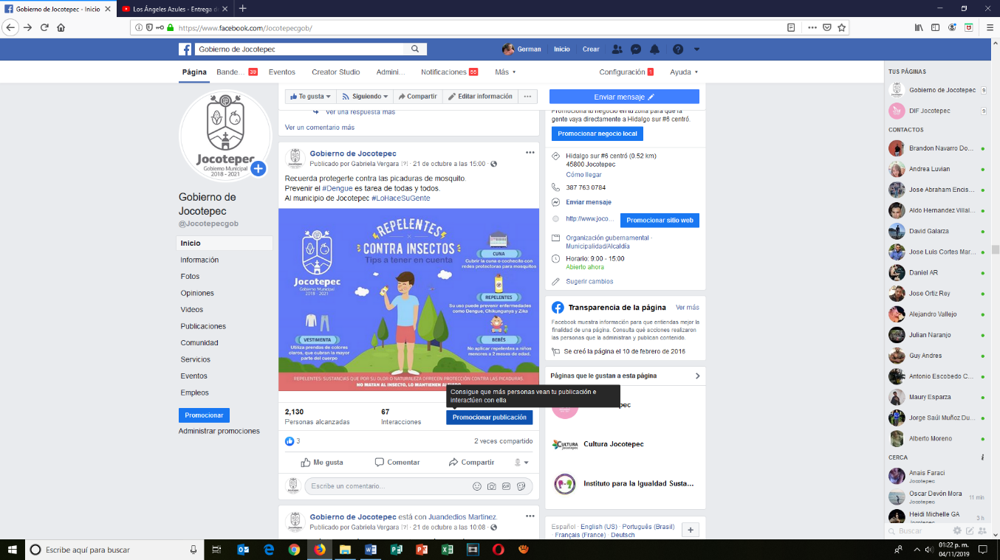 Gobierno de Jocotepec - Inicio
Los Ángeles Azules - Entrega d
https://www.facebook.com/Jocotepecgob/
Gobierno de Jocotepec
German
Inicio
Crear
Página
Bande... 39
Eventos
Creator Studio
Admini...
Notificaciones 55
Más
Configuración 1
Ayuda
Jocotepec
Gobierno Municipal
2018 - 2021
Gobierno de
Jocotepec
@Jocotepecgob
Inicio
Información
Fotos
Opiniones
Videos
Publicaciones
Comunidad
Servicios
Eventos
Empleos
Promocionar
Administrar promociones
Te gusta
Siguiendo
Compartir
Editar información
Ver una respuesta más
Ver un comentario más
Gobierno de Jocotepec
Publicado por Gabriela Vergara [?] · 21 de octubre a las 15:00 ·
Recuerda protegerte contra las picaduras de mosquito.
Prevenir el #Dengue es tarea de todas y todos.
Al municipio de Jocotepec #LoHaceSuGente
REPELENTES
CONTRA INSECTOS
Tips a tener en cuenta
Jocotepec
Gobierno Municipal
2018 - 2021
CUNA
Cubrir la cuna o cochecito con
redes protectoras para mosquitos
REPELENTES
Su uso puede prevenir enfermedades
como Dengue, Chikungunya y Zika
VESTIMENTA
Utiliza prendas de colores
claros, que cubran la mayor
parte del cuerpo
BEBÉS
No aplicar repelentes a niños
menores a 2 meses de edad.
REPELENTES: SUSTANCIAS QUE POR SU OLOR O NATURALEZA OFRECEN PROTECCIÓN CONTRA LAS PICADURAS.
NO MATAN AL INSECTO, LO MANTIENEN
Consigue que más personas vean tu publicación e
interactúen con ella
2,130
Personas alcanzadas
67
Interacciones
Promocionar publicación
3
2 veces compartido
Me gusta
Comentar
Compartir
Escribe un comentario...
GIF
Gobierno de Jocotepec está con Juandedios Martinez.
Publicado por Gabriela Vergara [?] · 21 de octubre a las 10:08 ·
Enviar mensaje
Promociona tu negocio en tu zona para que la
gente vaya directamente a Hidalgo sur #6 centró.
Promocionar negocio local
Hidalgo sur #6 centró (0.52 km)
45800 Jocotepec
Cómo llegar
387 763 0784
Enviar mensaje
http://www.joco...
Promocionar sitio web
Organización gubernamental ·
Municipalidad/Alcaldía
Horario: 9:00 - 15:00
Abierto ahora
Sugerir cambios
Transparencia de la página
Ver más
Facebook muestra información para que entiendas mejor la
finalidad de una página. Consulta qué acciones realizaron
las personas que la administran y publican contenido.
Se creó la página el 10 de febrero de 2016
Páginas que le gustan a esta página
pec
CULTURA
Jocotepec
Cultura Jocotepec
Instituto para la Igualdad Susta...
Español · English (US) · Português (Brasil) ·
Français (France) · Deutsch
TUS PÁGINAS
Gobierno de Jocotepec 9
DIF Jocotepec 9
CONTACTOS
Brandon Navarro Do...
Andrea Luvian
Jose Abraham Encis...
Aldo Hernandez Villal...
David Galarza
Jose Luis Cortes Mar...
Daniel AR
Jose Ortiz Rey
Alejandro Vallejo
Julian Naranjo
Guy Andres
Antonio Escobedo C...
Maury Esparza
Jorge Saúl Muñoz Du...
Alberto Moreno
CERCA
Anais Faraci
Jocotepec
Oscar Devón Mora 11 min
Jocotepec
Heidi Michelle GA 3 h
Jocotepec
Buscar
Escribe aquí para buscar
01:22 p. m.
04/11/2019